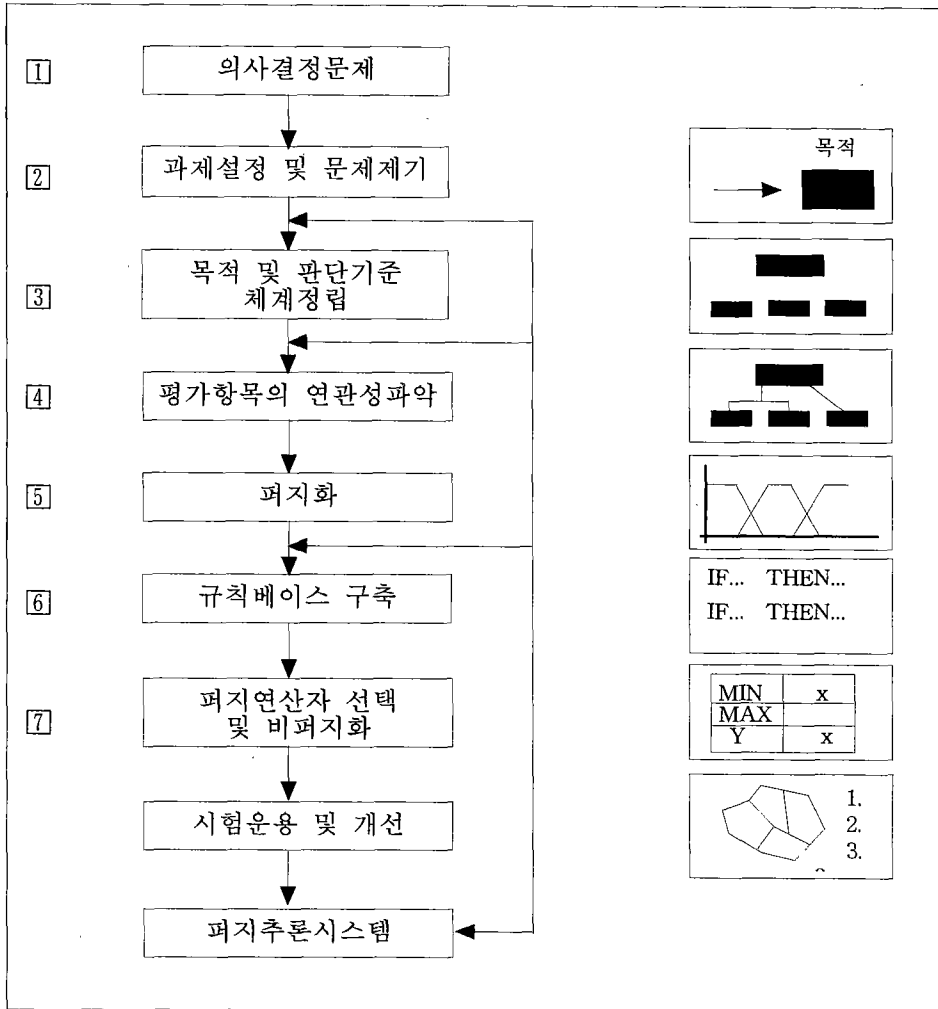 1
의사결정문제
2
과제설정 및 문제제기
목적
3
목적 및 판단기준
체계정립
4
평가항목의 연관성파악
5
퍼지화
6
규칙베이스 구축
IF... THEN...
IF... THEN...
7
퍼지연산자 선택
및 비퍼지화
MIN x
MAX
Y x
시험운용 및 개선
1.
2.
3.
퍼지추론시스템